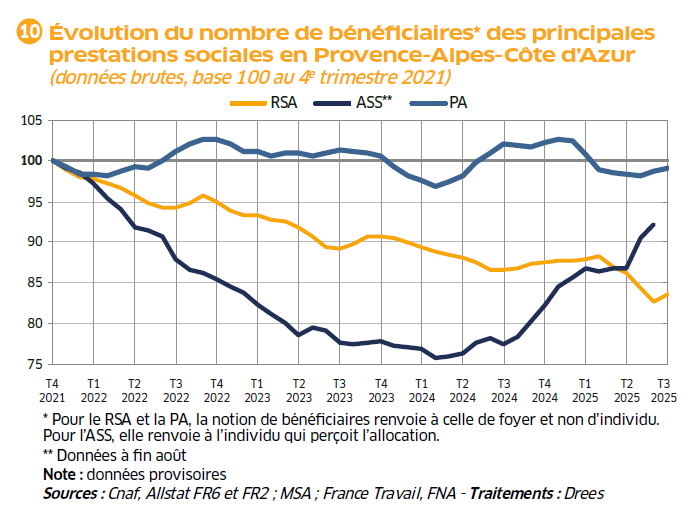 10 Évolution du nombre de bénéficiaires* des principales
prestations sociales en Provence-Alpes-Côte d'Azur
(données brutes, base 100 au 4e trimestre 2021)
RSA ASS** PA
105
100
95
90
85
80
75
T4 T1 T2 T3 T4 T1 T2 T3 T4 T1 T2 T3 T4 T1 T2 T3
2021 2022 2022 2022 2022 2023 2023 2023 2023 2024 2024 2024 2024 2025 2025 2025
* Pour le RSA et la PA, la notion de bénéficiaires renvoie à celle de foyer et non d'individu.
Pour l'ASS, elle renvoie à l'individu qui perçoit l'allocation.
** Données à fin août
Note : données provisoires
Sources : Cnaf, Allstat FR6 et FR2 ; MSA ; France Travail, FNA - Traitements : Drees